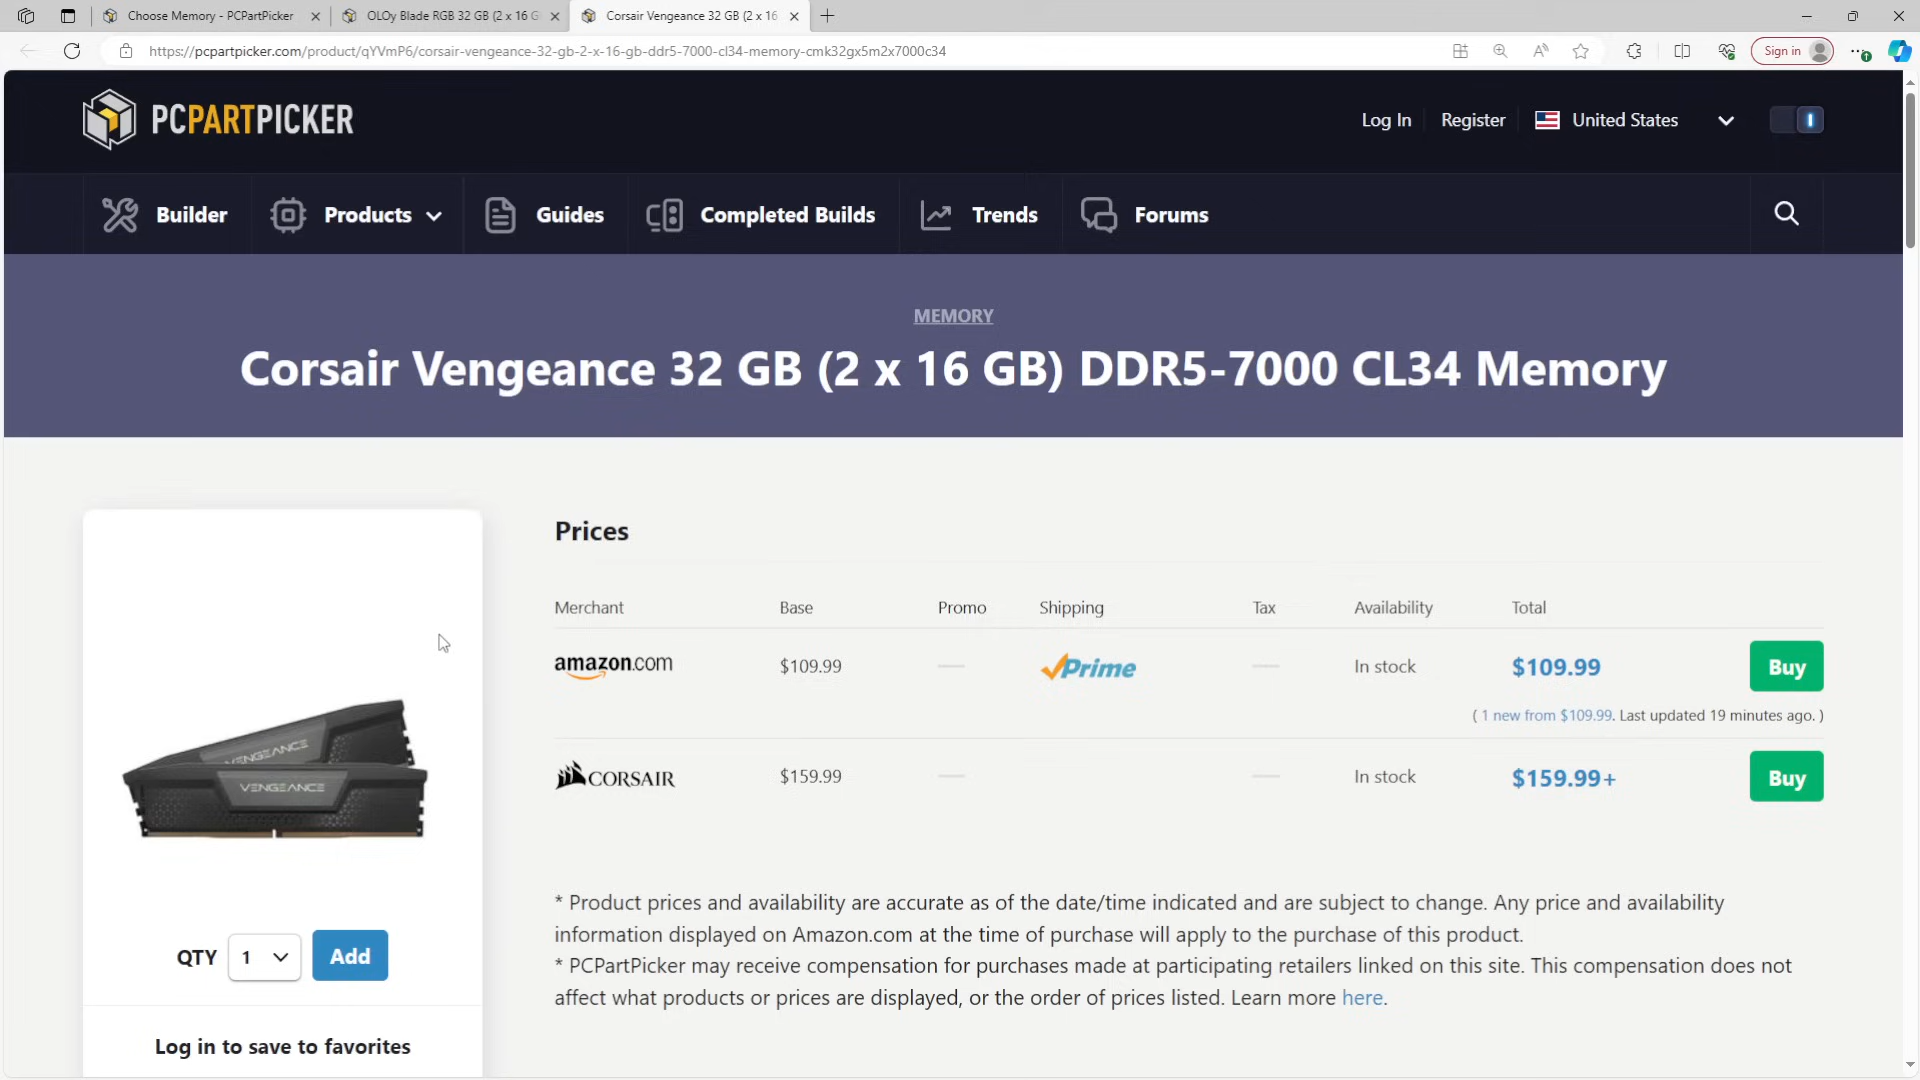 Choose Memory - PCPartPicker
OLOy Blade RGB 32 GB (2 x 16 G
Corsair Vengeance 32 GB (2 x 16
https://pcpartpicker.com/product/qYVmP6/corsair-vengeance-32-gb-2-x-16-gb-ddr5-7000-cl34-memory-cmk32gx5m2x7000c34
Sign in
PCPARTPICKER
Log In
Register
United States
Builder
Products
Guides
Completed Builds
Trends
Forums
MEMORY
Corsair Vengeance 32 GB (2 x 16 GB) DDR5-7000 CL34 Memory
Prices
Merchant Base Promo Shipping Tax Availability Total
amazon.com $109.99 — Prime — In stock $109.99 Buy
( 1 new from $109.99. Last updated 19 minutes ago. )
CORSAIR $159.99 — — In stock $159.99+ Buy
VENGEANCE
VENGEANCE
* Product prices and availability are accurate as of the date/time indicated and are subject to change. Any price and availability
information displayed on Amazon.com at the time of purchase will apply to the purchase of this product.
* PCPartPicker may receive compensation for purchases made at participating retailers linked on this site. This compensation does not
affect what products or prices are displayed, or the order of prices listed. Learn more here.
QTY 1 Add
Log in to save to favorites